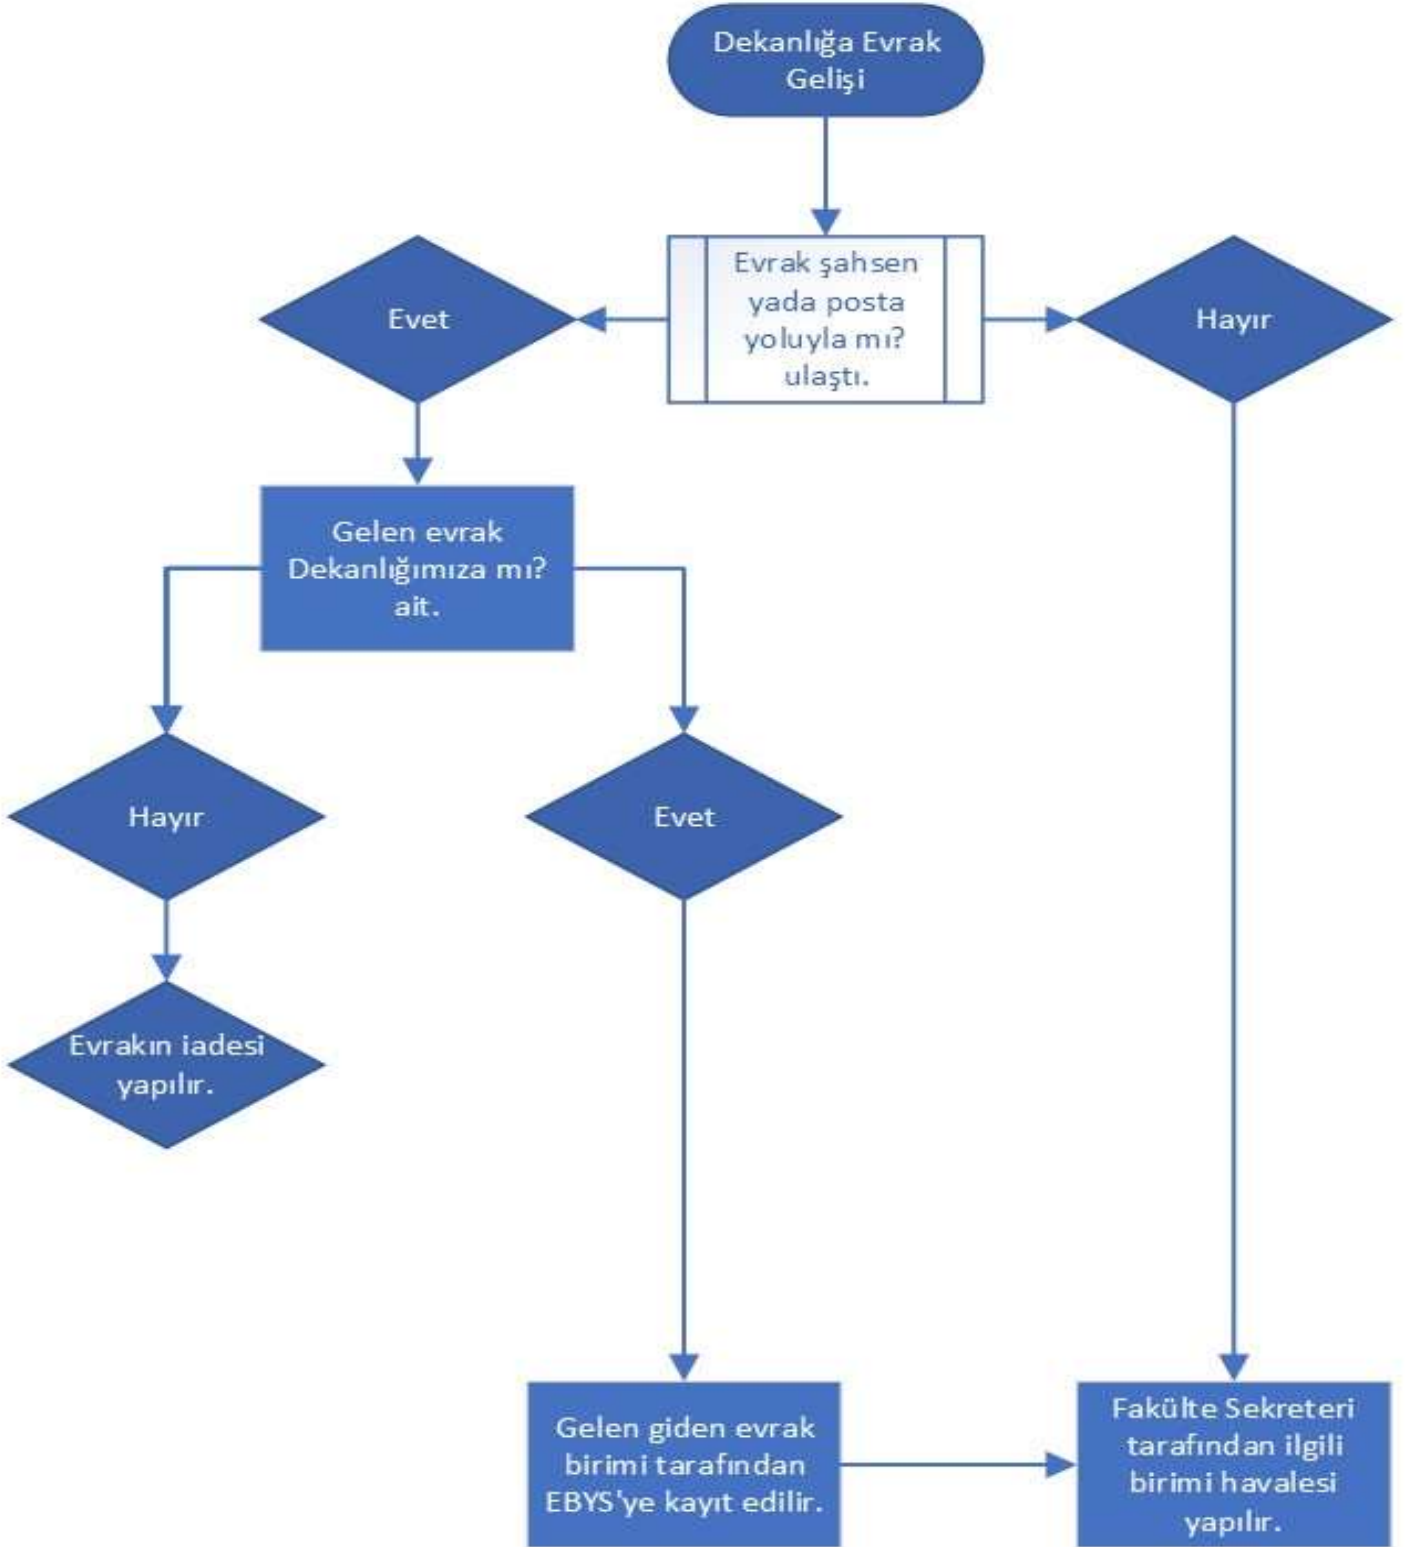 Dekanlığa Evrak
Gelişi
Evet
Evrak şahsen
yada posta
yoluyla mı?
ulaştı.
Hayır
Gelen evrak
Dekanlığımıza mı?
ait.
Hayır
Evet
Evrakın iadesi
yapılır.
Gelen giden evrak
birimi tarafından
EBYS'ye kayıt edilir.
Fakülte Sekreteri
tarafından ilgili
birimi havalesi
yapılır.